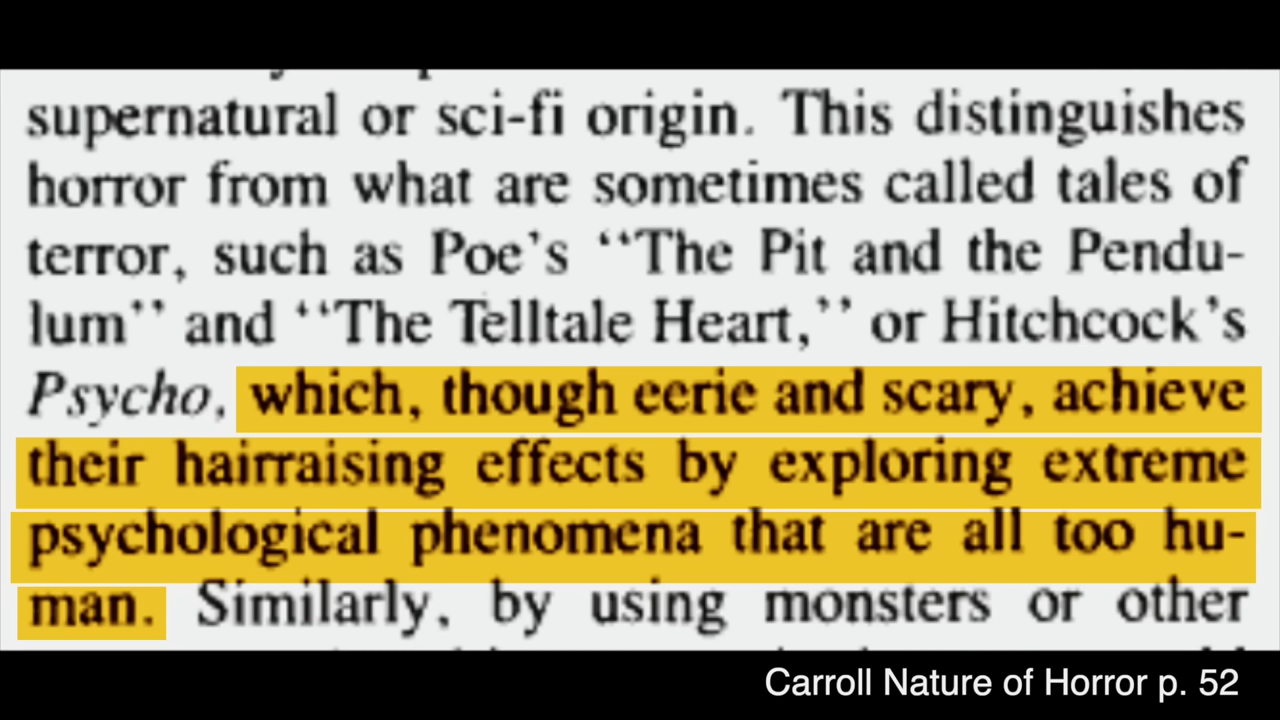 supernatural or sci-fi origin. This distinguishes
horror from what are sometimes called tales of
terror, such as Poe's ‘‘The Pit and the Pendu-
lum’’ and ‘‘The Telltale Heart,’’ or Hitchcock's
Psycho, which, though eerie and scary, achieve
their hairraising effects by exploring extreme
psychological phenomena that are all too hu-
man. Similarly, by using monsters or other
Carroll Nature of Horror p. 52